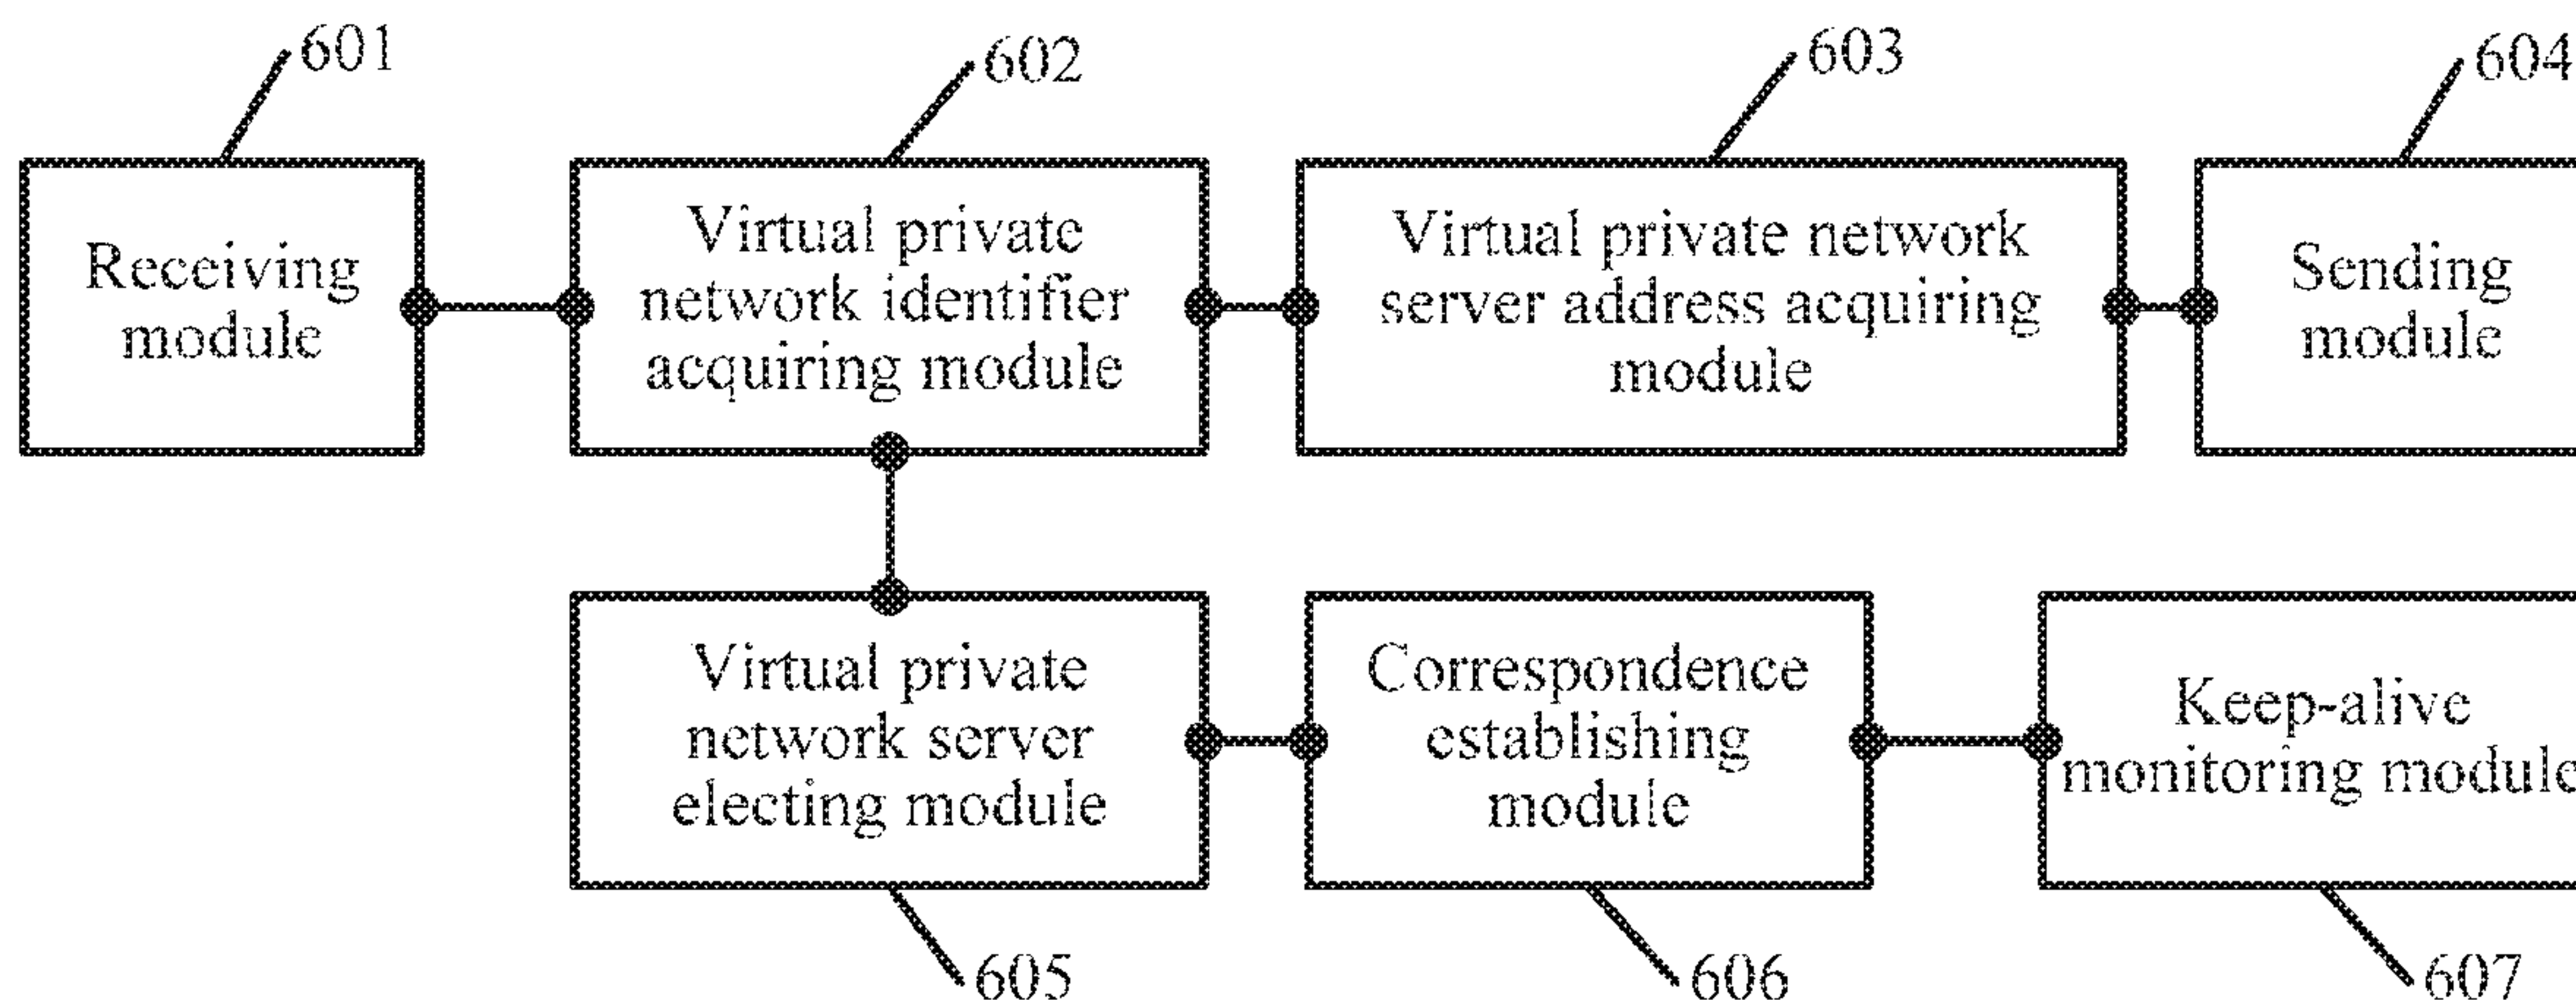 601
602
603
604
Receiving
module
Virtual private
network identifier
acquiring module
Virtual private network
server address acquiring
module
Sending
module
Virtual private
network server
electing module
Correspondence
establishing
module
Keep-alive
monitoring module
605
606
607